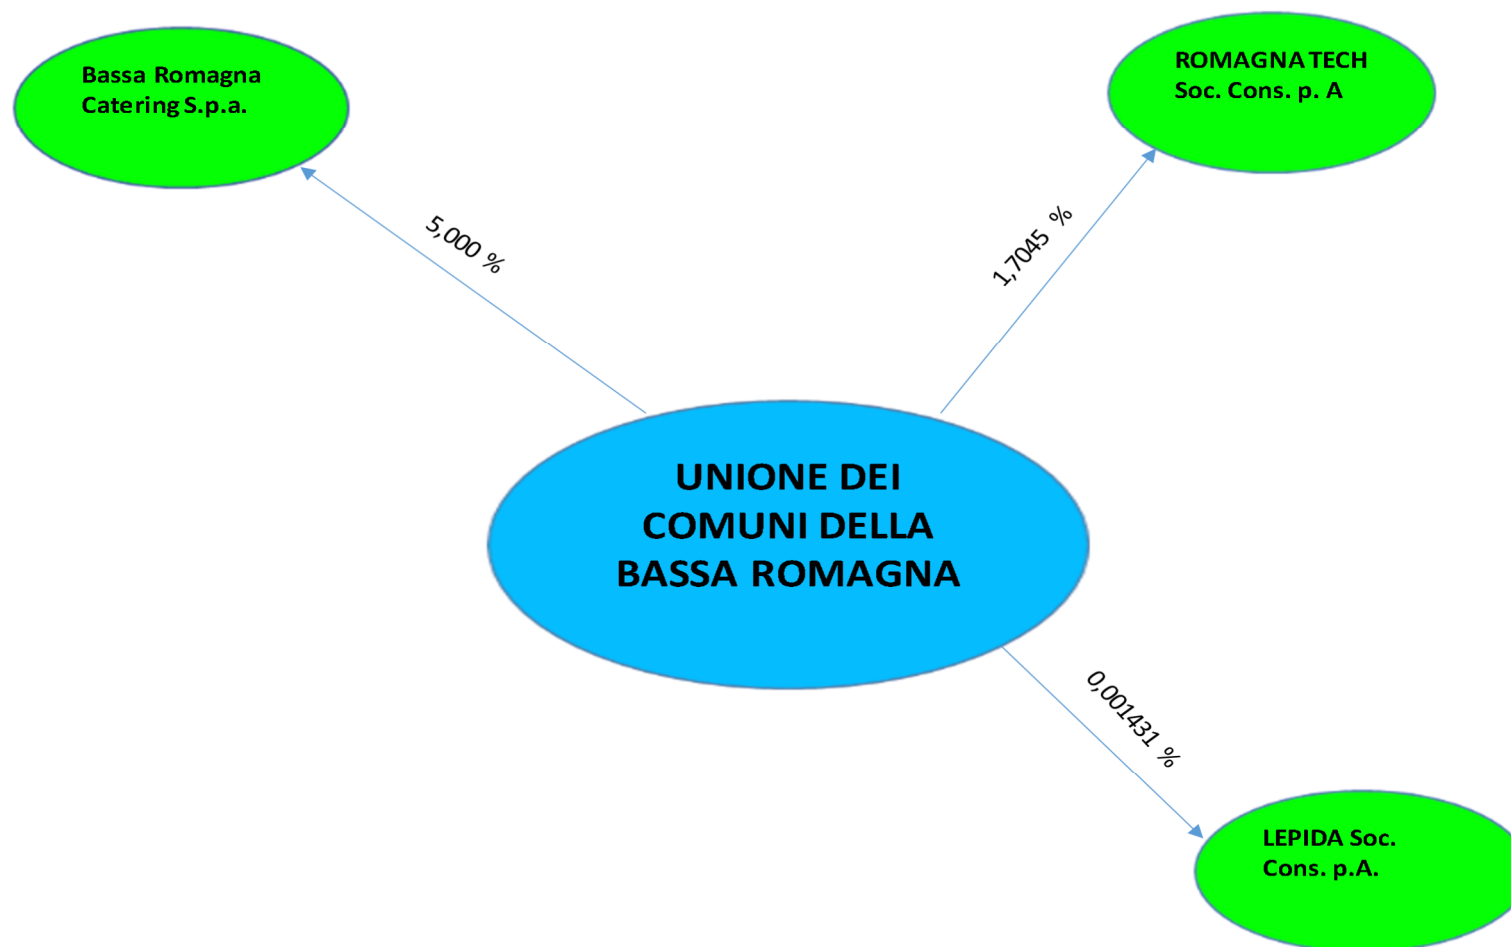 Bassa Romagna
Catering S.p.a.
ROMAGNA TECH
Soc. Cons. p. A
5,000 %
1,7045 %
UNIONE DEI
COMUNI DELLA
BASSA ROMAGNA
0,001431 %
LEPIDA Soc.
Cons. p.A.